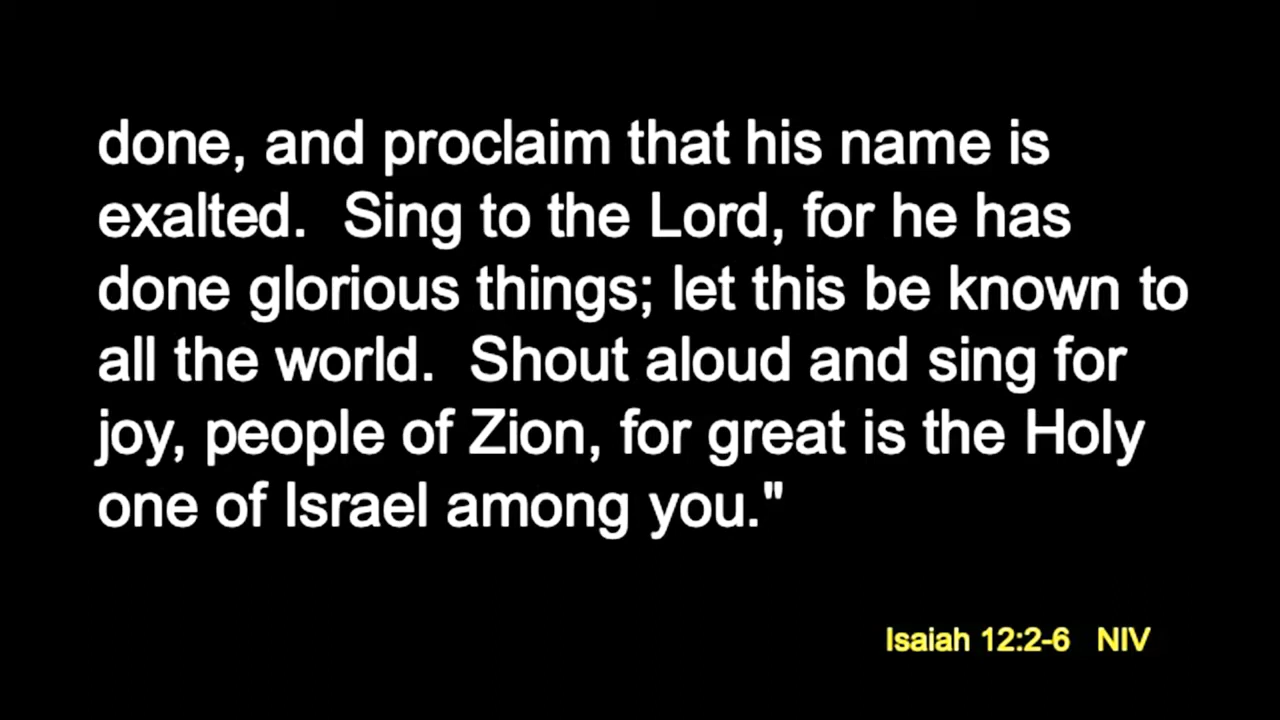 done, and proclaim that his name is
exalted.  Sing to the Lord, for he has
done glorious things; let this be known to
all the world.  Shout aloud and sing for
joy, people of Zion, for great is the Holy
one of Israel among you."
Isaiah 12:2-6   NIV